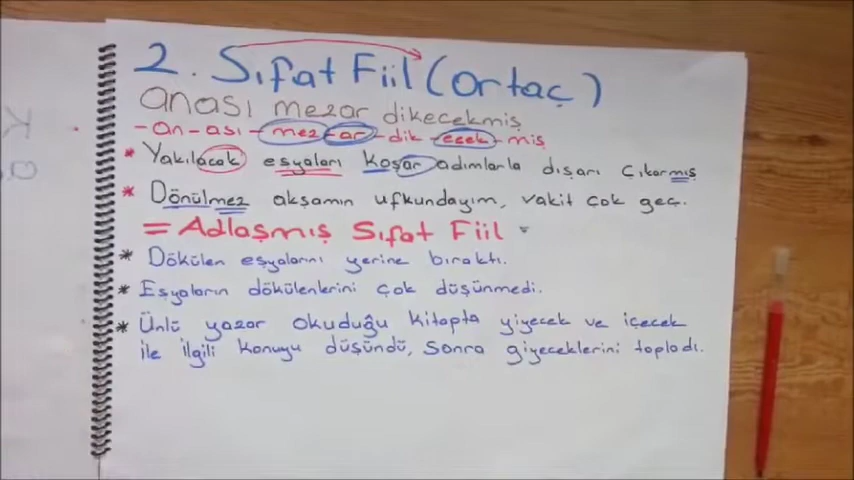 2. Sıfat Fiil (Ortaç)
anası mezar dikecekmiş
-an-ası-mez-ar-dik-ecek-miş
* Yakılacak eşyaları koşar adımlarla dışarı çıkarmış
* Dönülmez akşamın ufkundayım, vakit çok geç.
= Adlaşmış Sıfat Fiil
* Dökülen eşyalarını yerine bıraktı.
* Eşyaların dökülenlerini çok düşünmedi.
* Ünlü yazar okuduğu kitapta yiyecek ve içecek
ile ilgili konuyu düşündü, sonra giyeceklerini topladı.